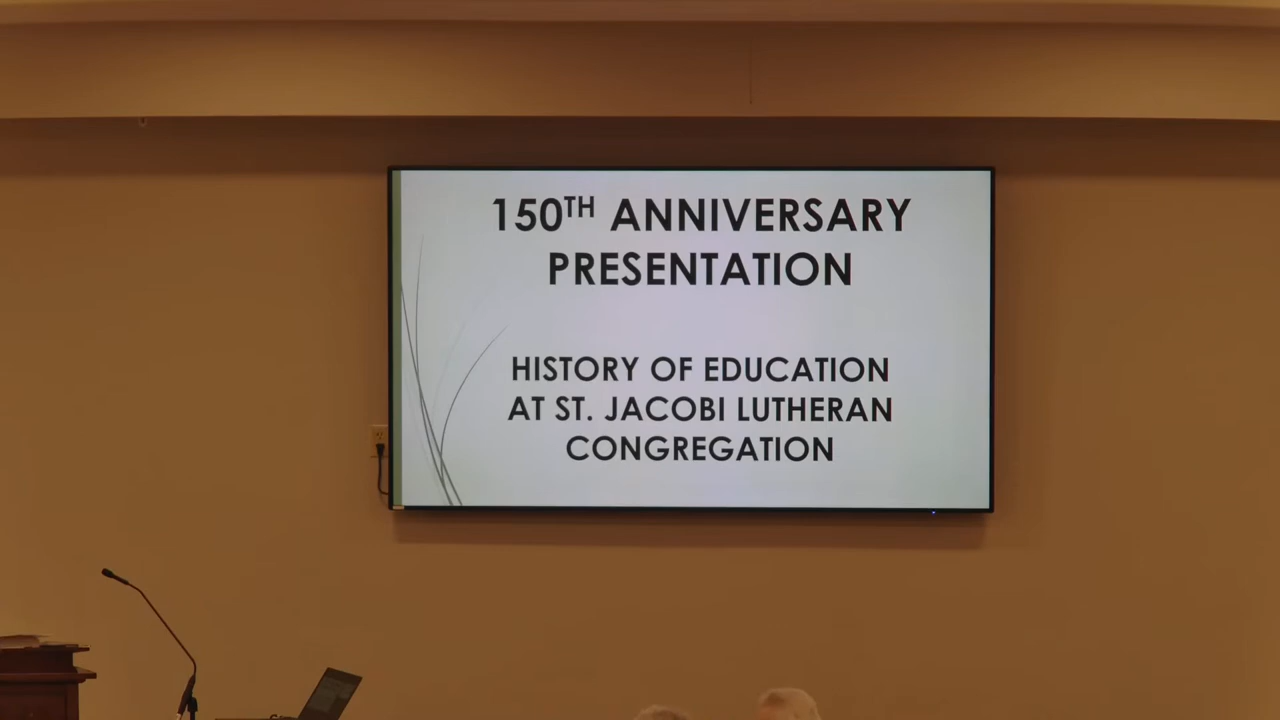 150TH ANNIVERSARY
PRESENTATION
HISTORY OF EDUCATION
AT ST. JACOBI LUTHERAN
CONGREGATION